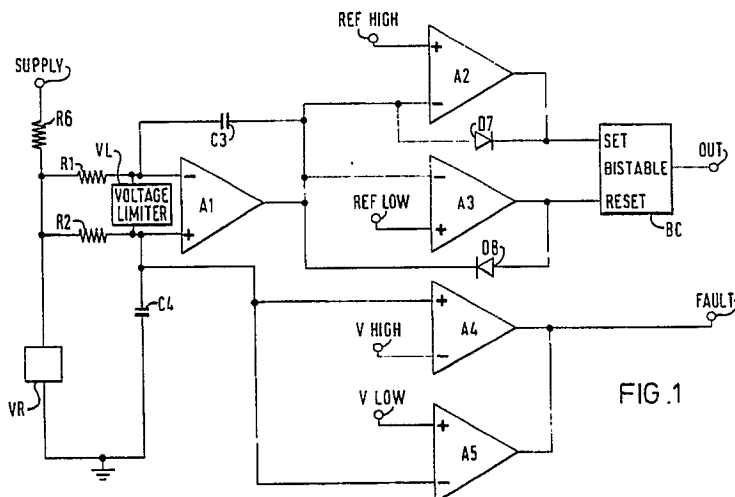 REF HIGH
SUPPLY
+
A2
R6
−
C3
D7
SET
R1
VL
BISTABLE
OUT
VOLTAGE
LIMITER
−
A1
+
−
A3
+
REF LOW
RESET
R2
BC
D8
C4
+
A4
−
FAULT
V HIGH
VR
V LOW
+
A5
−
FIG.1